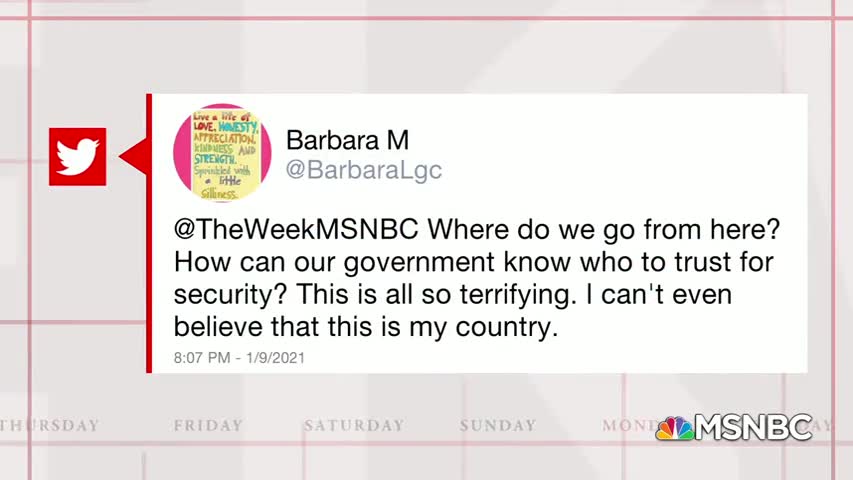 Live a life of
LOVE, HONESTY,
APPRECIATION,
KINDNESS AND
STRENGTH.
Sprinkled with
a little
silliness.
Barbara M
@BarbaraLgc
@TheWeekMSNBC Where do we go from here?
How can our government know who to trust for
security? This is all so terrifying. I can't even
believe that this is my country.
8:07 PM - 1/9/2021
THURSDAY FRIDAY SATURDAY SUNDAY
MSNBC